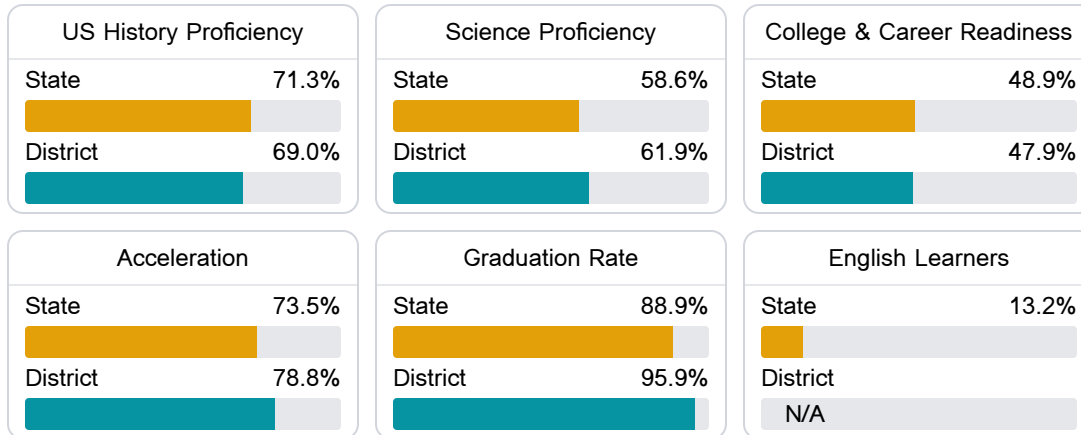 US History Proficiency
State 71.3%
District 69.0%
Science Proficiency
State 58.6%
District 61.9%
College & Career Readiness
State 48.9%
District 47.9%
Acceleration
State 73.5%
District 78.8%
Graduation Rate
State 88.9%
District 95.9%
English Learners
State 13.2%
District
N/A